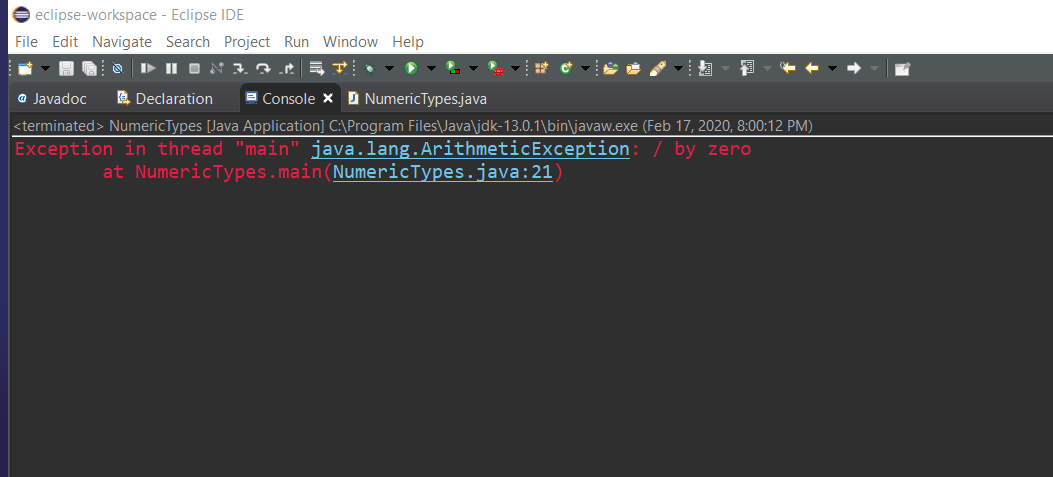 eclipse-workspace - Eclipse IDE
File Edit Navigate Search Project Run Window Help
Javadoc Declaration Console NumericTypes.java
<terminated> NumericTypes [Java Application] C:\Program Files\Java\jdk-13.0.1\bin\javaw.exe (Feb 17, 2020, 8:00:12 PM)
Exception in thread "main" java.lang.ArithmeticException: / by zero
at NumericTypes.main(NumericTypes.java:21)